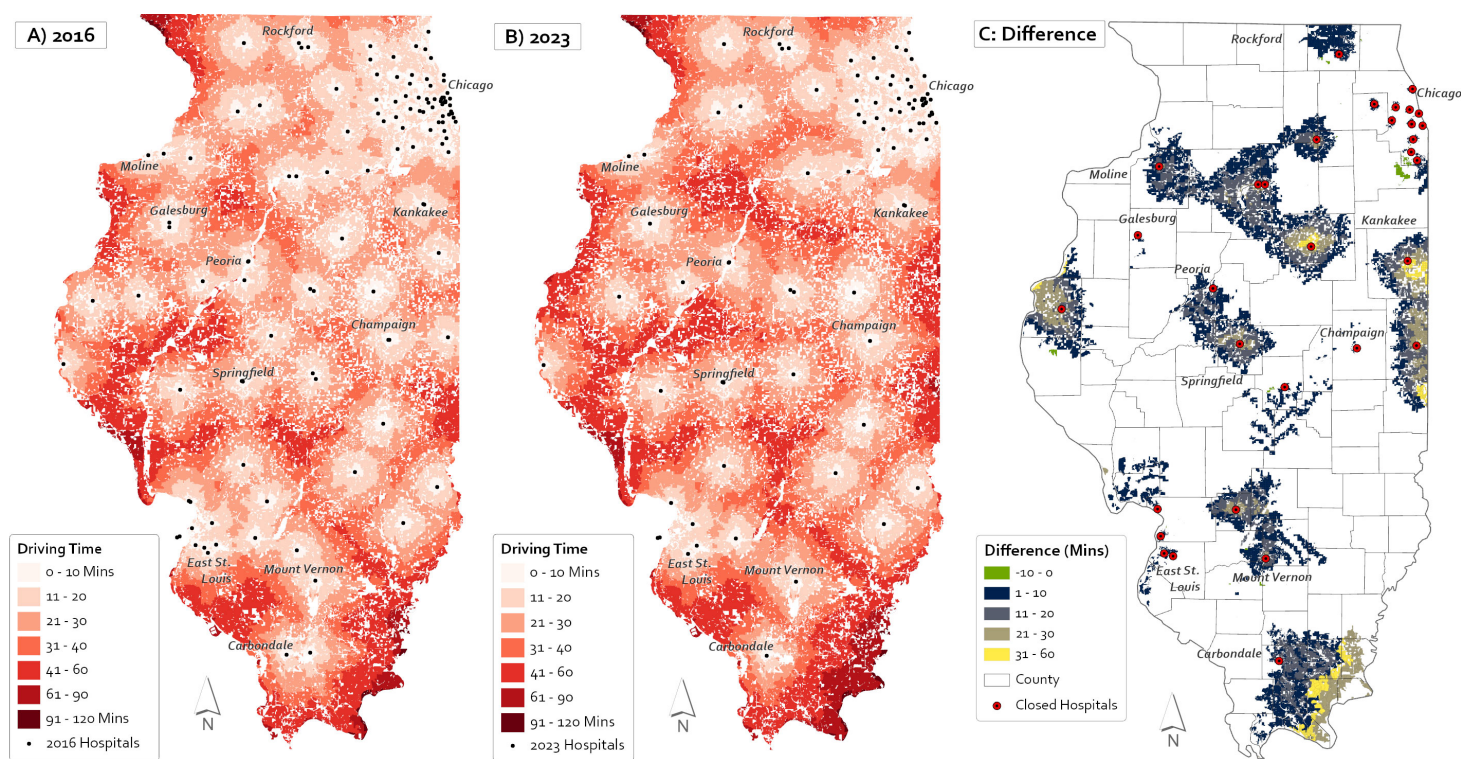 A) 2016
Rockford
Chicago
Moline
Galesburg
Kankakee
Peoria
Champaign
Springfield
East St.
Louis
Mount Vernon
Carbondale
Driving Time
0 - 10 Mins
11 - 20
21 - 30
31 - 40
41 - 60
61 - 90
91 - 120 Mins
2016 Hospitals
N
B) 2023
Rockford
Chicago
Moline
Galesburg
Kankakee
Peoria
Champaign
Springfield
East St.
Louis
Mount Vernon
Carbondale
Driving Time
0 - 10 Mins
11 - 20
21 - 30
31 - 40
41 - 60
61 - 90
91 - 120 Mins
2023 Hospitals
N
C: Difference
Rockford
Chicago
Moline
Galesburg
Kankakee
Peoria
Champaign
Springfield
East St.
Louis
Mount Vernon
Carbondale
Difference (Mins)
-10 - 0
1 - 10
11 - 20
21 - 30
31 - 60
County
Closed Hospitals
N